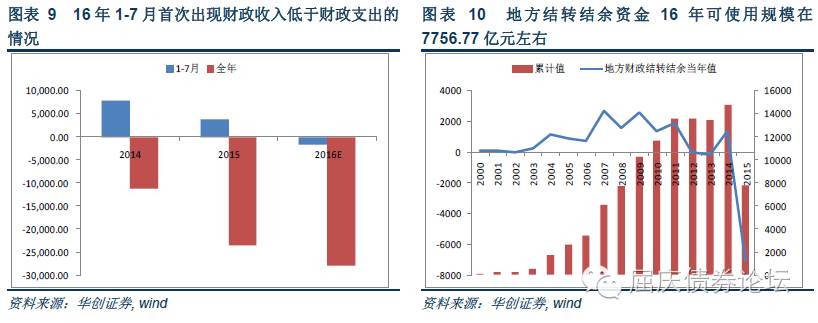 图表 9 16 年 1-7 月首次出现财政收入低于财政支出的
情况
1-7月 全年
10,000.00
5,000.00
0.00
-5,000.00
-10,000.00
-15,000.00
-20,000.00
-25,000.00
-30,000.00
2014 2015 2016E
资料来源：华创证券, wind
图表 10 地方结转结余资金 16 年可使用规模在
7756.77 亿元左右
累计值 地方财政结转结余当年值
4000
2000
0
-2000
-4000
-6000
-8000
16000
14000
12000
10000
8000
6000
4000
2000
0
2000 2001 2002 2003 2004 2005 2006 2007 2008 2009 2010 2011 2012 2013 2014 2015
屈庆债券论坛
资料来源：华创证券, wind